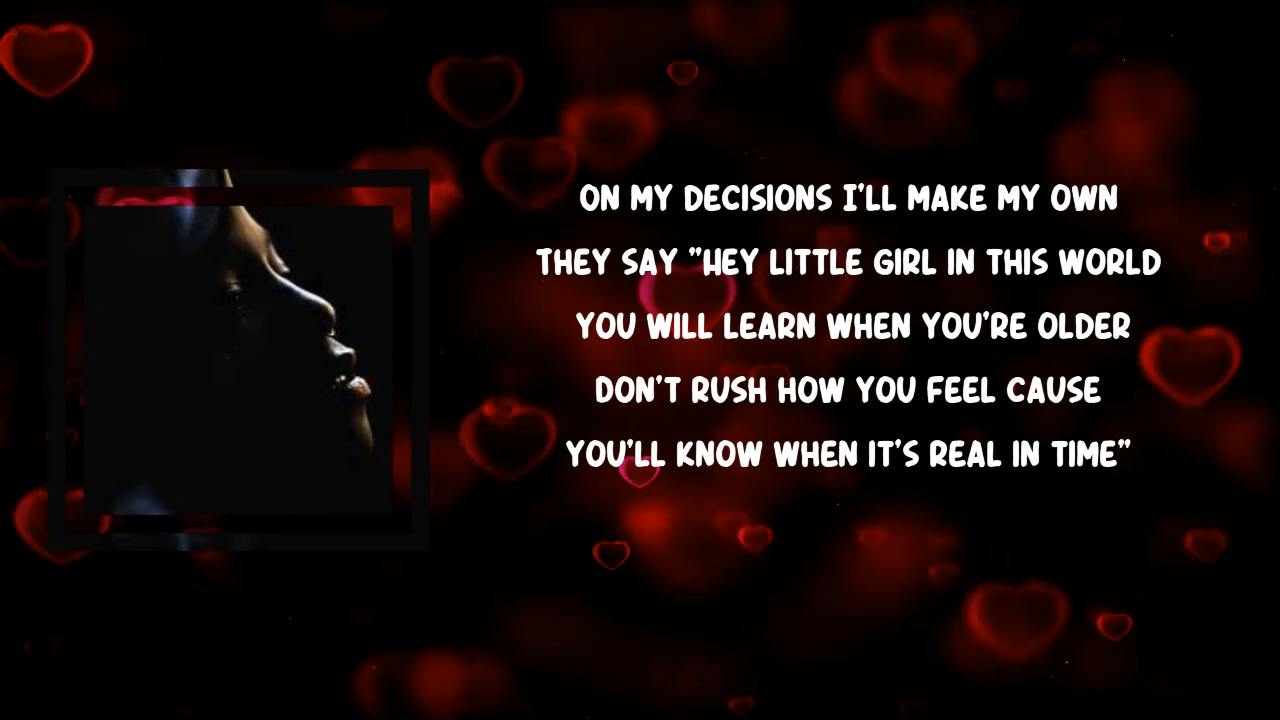 ON MY DECISIONS I'LL MAKE MY OWN
THEY SAY "HEY LITTLE GIRL IN THIS WORLD
YOU WILL LEARN WHEN YOU'RE OLDER
DON'T RUSH HOW YOU FEEL CAUSE
YOU'LL KNOW WHEN IT'S REAL IN TIME"